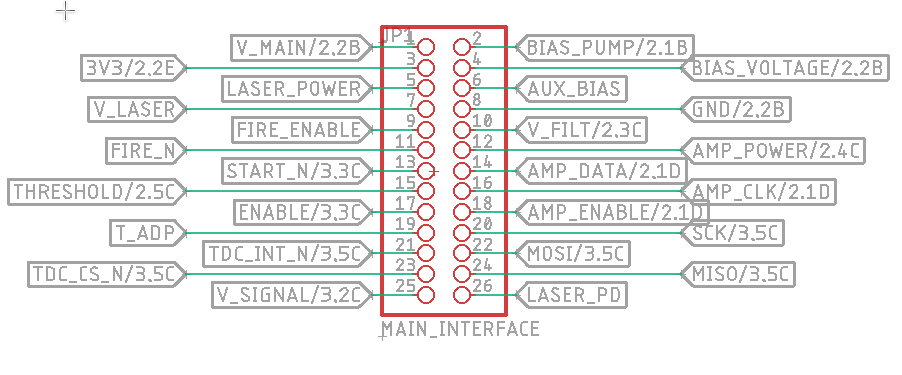 JP1
V_MAIN/2.2B 1 2 BIAS_PUMP/2.1B
3V3/2.2E 3 4 BIAS_VOLTAGE/2.2B
LASER_POWER 5 6 AUX_BIAS
V_LASER 7 8 GND/2.2B
FIRE_ENABLE 9 10 V_FILT/2.3C
FIRE_N 11 12 AMP_POWER/2.4C
START_N/3.3C 13 14 AMP_DATA/2.1D
THRESHOLD/2.5C 15 16 AMP_CLK/2.1D
ENABLE/3.3C 17 18 AMP_ENABLE/2.1D
T_ADP 19 20 SCK/3.5C
TDC_INT_N/3.5C 21 22 MOSI/3.5C
TDC_CS_N/3.5C 23 24 MISO/3.5C
V_SIGNAL/3.2C 25 26 LASER_PD
MAIN_INTERFACE